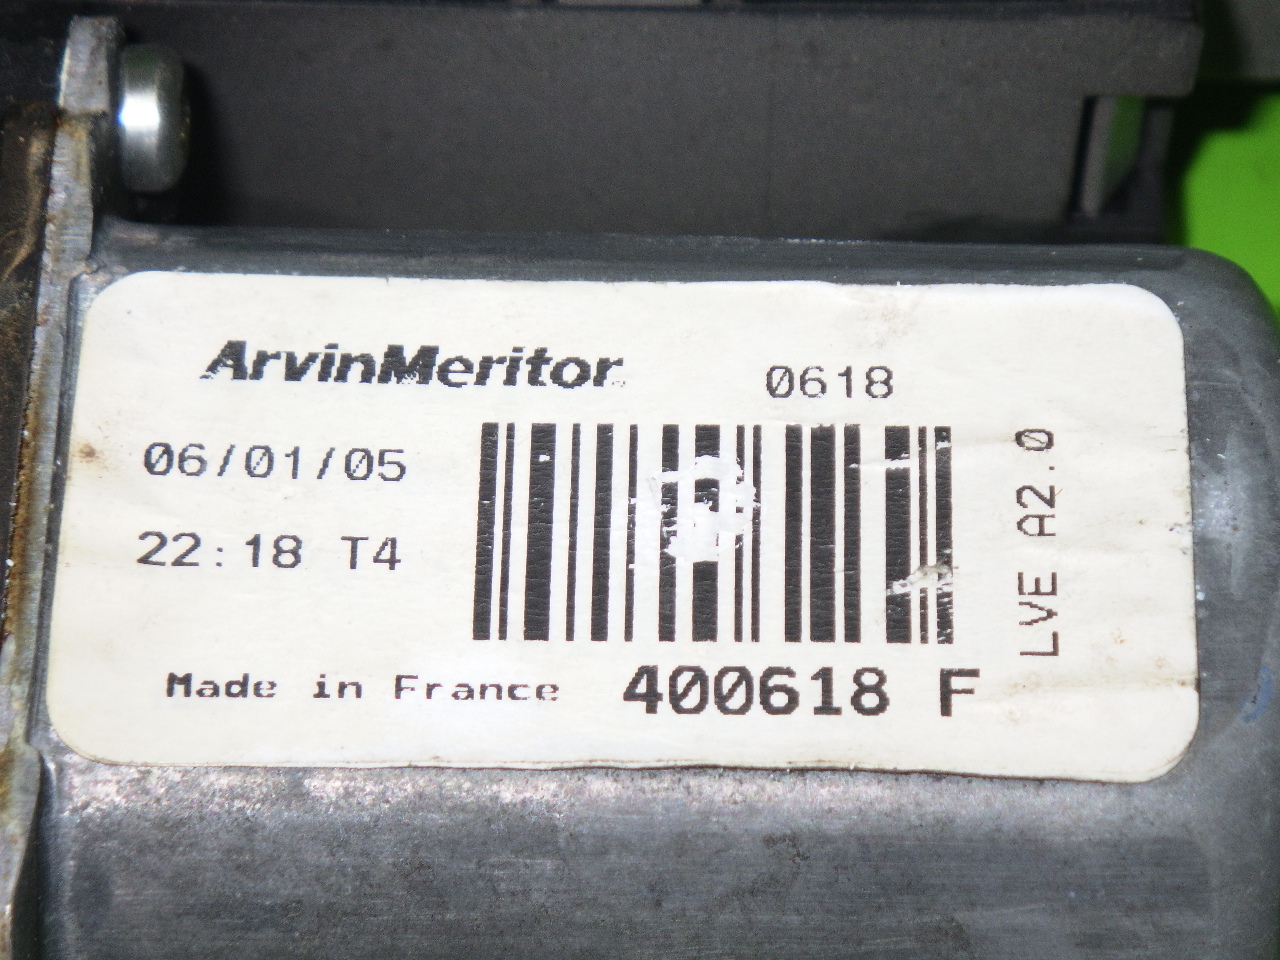 ArvinMeritor 0618
06/01/05
22:18 T4
Made in France 400618 F
LVE A2.0